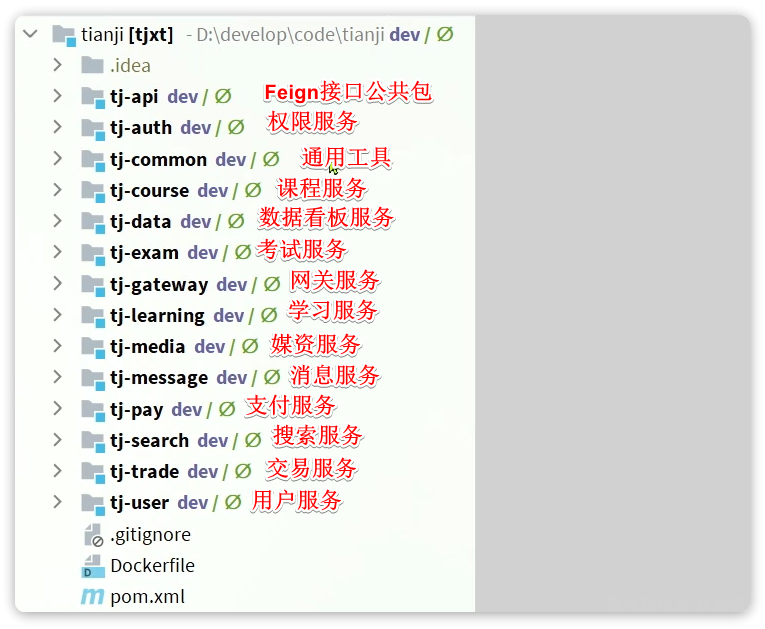 tianji [tjxt] - D:\develop\code\tianji dev / Ø
.idea
tj-api dev / Ø Feign接口公共包
tj-auth dev / Ø 权限服务
tj-common dev / Ø 通用工具
tj-course dev / Ø 课程服务
tj-data dev / Ø 数据看板服务
tj-exam dev / Ø 考试服务
tj-gateway dev / Ø 网关服务
tj-learning dev / Ø 学习服务
tj-media dev / Ø 媒资服务
tj-message dev / Ø 消息服务
tj-pay dev / Ø 支付服务
tj-search dev / Ø 搜索服务
tj-trade dev / Ø 交易服务
tj-user dev / Ø 用户服务
.gitignore
D Dockerfile
m pom.xml